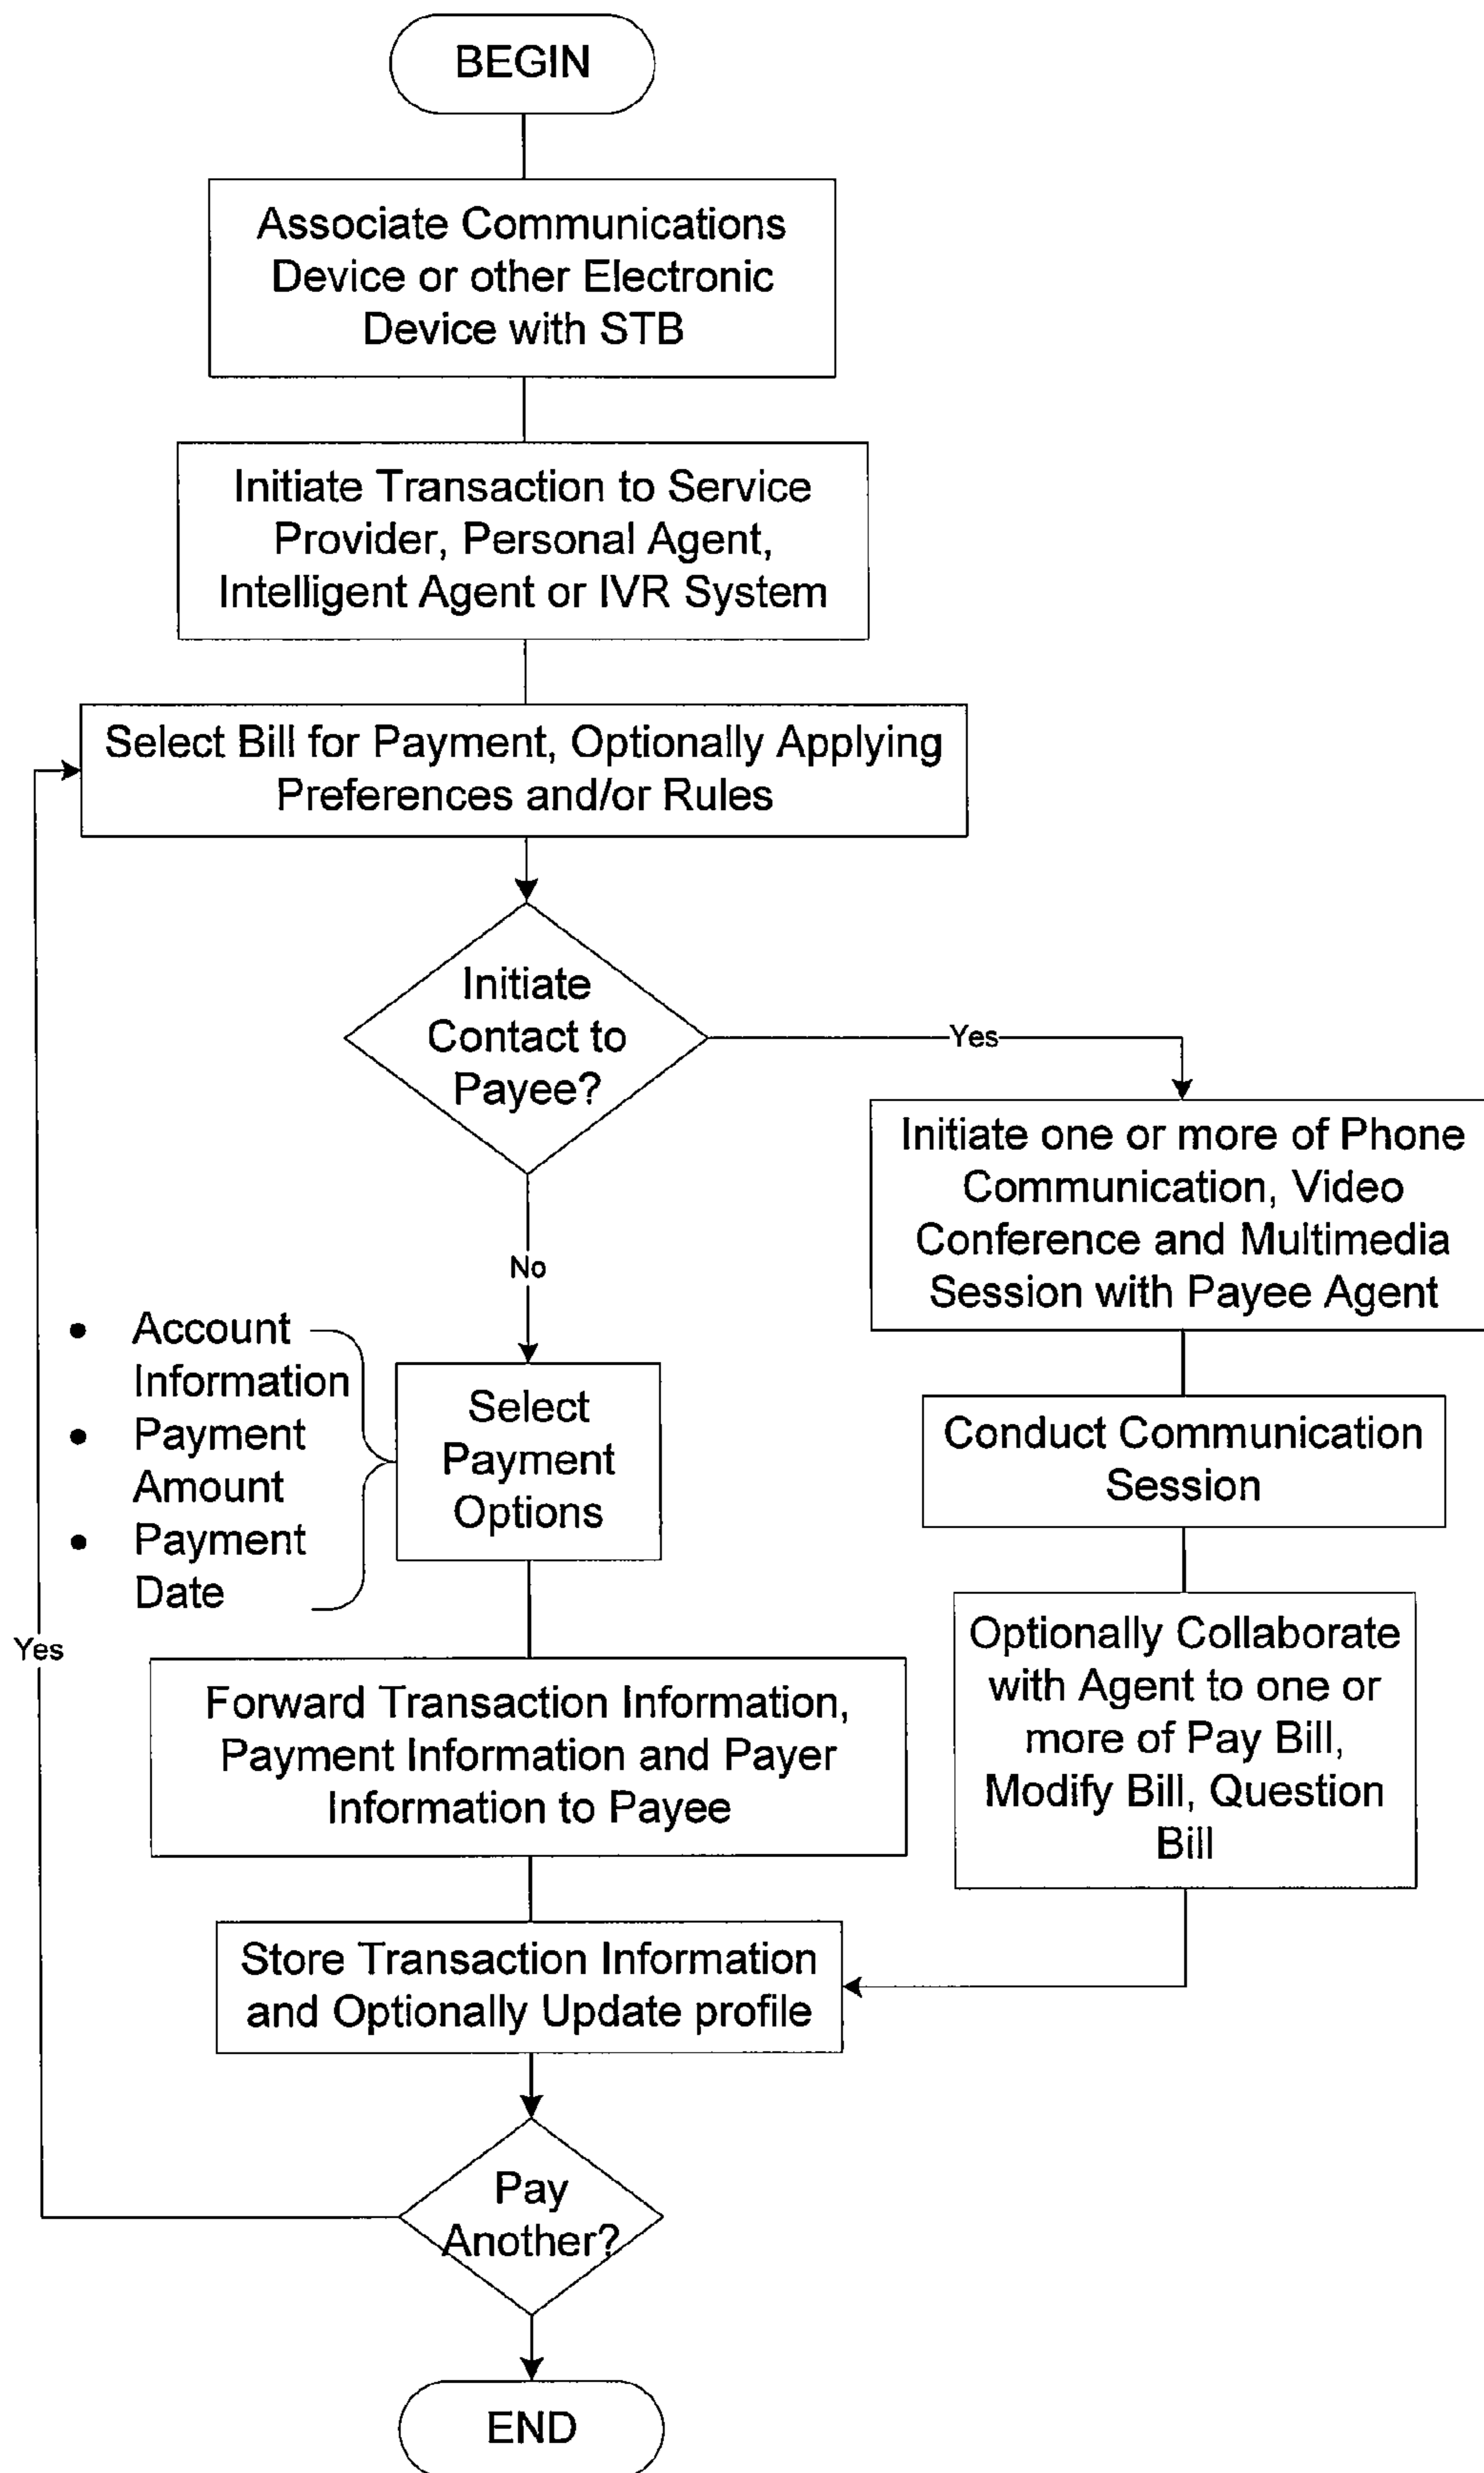 BEGIN
Associate Communications
Device or other Electronic
Device with STB
Initiate Transaction to Service
Provider, Personal Agent,
Intelligent Agent or IVR System
Select Bill for Payment, Optionally Applying
Preferences and/or Rules
Initiate
Contact to
Payee?
Yes
Initiate one or more of Phone
Communication, Video
Conference and Multimedia
Session with Payee Agent
No
• Account
Information
• Payment
Amount
• Payment
Date
Select
Payment
Options
Conduct Communication
Session
Optionally Collaborate
with Agent to one or
more of Pay Bill,
Modify Bill, Question
Bill
Yes
Forward Transaction Information,
Payment Information and Payer
Information to Payee
Store Transaction Information
and Optionally Update profile
Pay
Another?
END